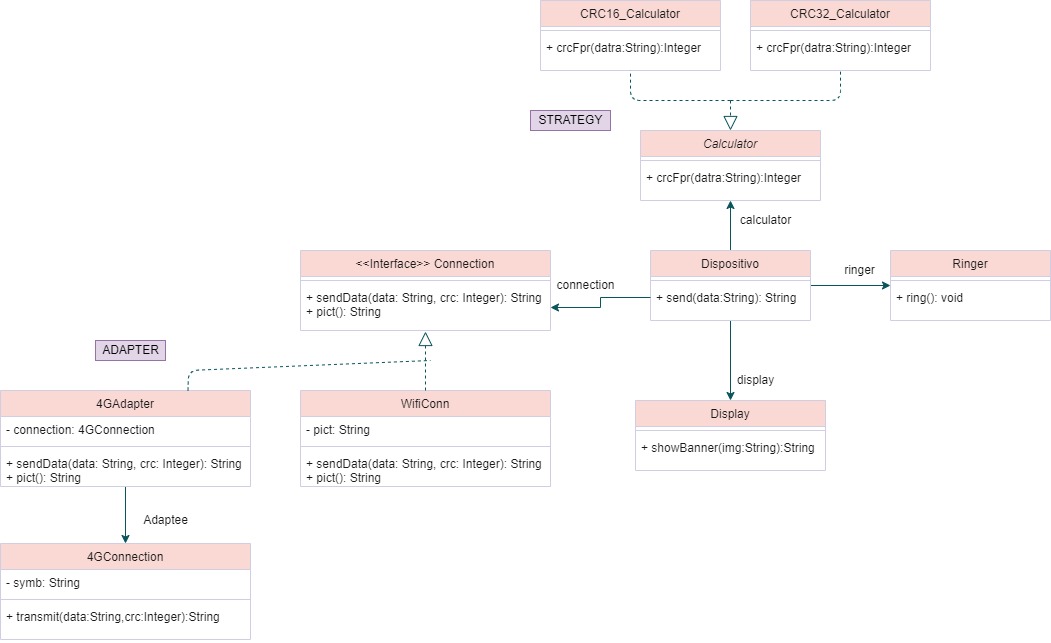 CRC16_Calculator
+ crcFpr(datra:String):Integer
CRC32_Calculator
+ crcFpr(datra:String):Integer
STRATEGY
Calculator
+ crcFpr(datra:String):Integer
calculator
<<Interface>> Connection
+ sendData(data: String, crc: Integer): String
+ pict(): String
connection
Dispositivo
+ send(data:String): String
ringer
Ringer
+ ring(): void
ADAPTER
display
Display
+ showBanner(img:String):String
4GAdapter
- connection: 4GConnection
+ sendData(data: String, crc: Integer): String
+ pict(): String
WifiConn
- pict: String
+ sendData(data: String, crc: Integer): String
+ pict(): String
Adaptee
4GConnection
- symb: String
+ transmit(data:String,crc:Integer):String